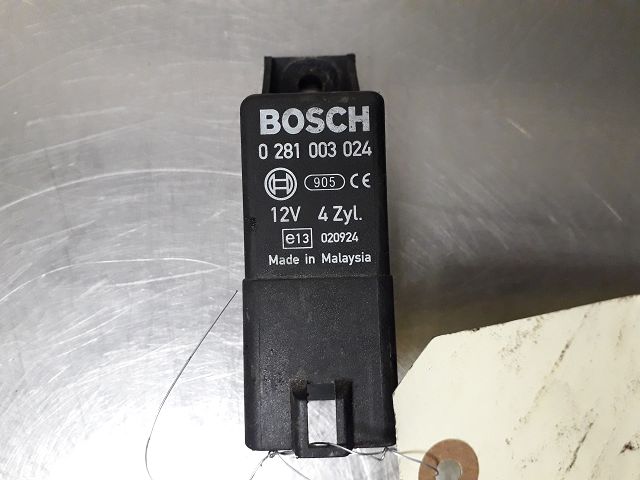 BOSCH
0 281 003 024
905 CE
12V 4 Zyl.
e13 020924
Made in Malaysia